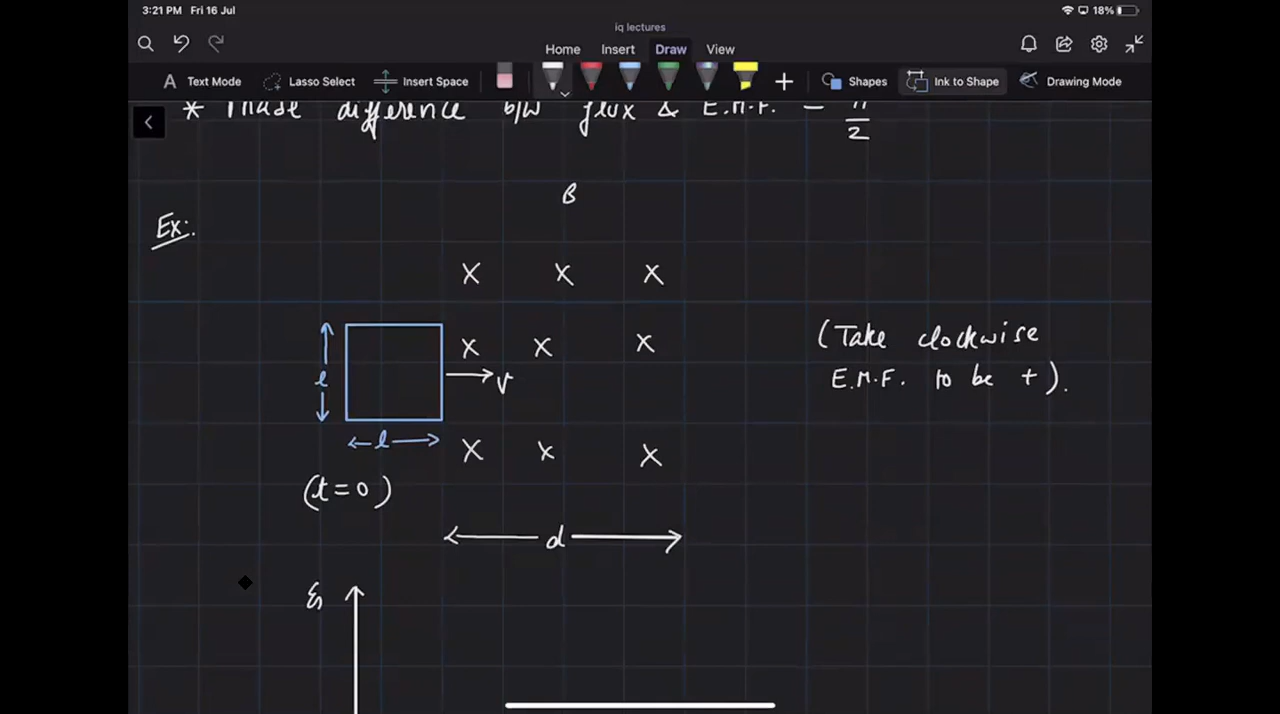 3:21 PM Fri 16 Jul
18%
iq lectures
Home Insert Draw View
Text Mode Lasso Select Insert Space Shapes Ink to Shape Drawing Mode
* Phase difference b/w flux & E.M.F. = π/2
B
Ex:
X X X
X X X
(Take clockwise
l → v
E.M.F. to be +).
← l →
X X X
(t=0)
← d →
ℰ